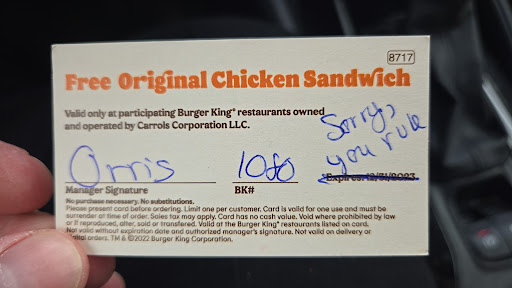 8717
Free Original Chicken Sandwich
Valid only at participating Burger King® restaurants owned
and operated by Carrols Corporation LLC.
Sorry,
you rule
Orris
1080
Expires: 12/31/2023
Manager Signature
BK#
No purchase necessary. No substitutions.
Please present card before ordering. Limit one per customer. Card is valid for one use and must be
surrender at time of order. Sales tax may apply. Card has no cash value. Void where prohibited by law
or if reproduced, alter, sold or transferred. Valid at the Burger King® restaurants listed on card.
Not valid without expiration date and authorized manager's signature. Not valid on delivery or
orders. TM & ©2022 Burger King Corporation.